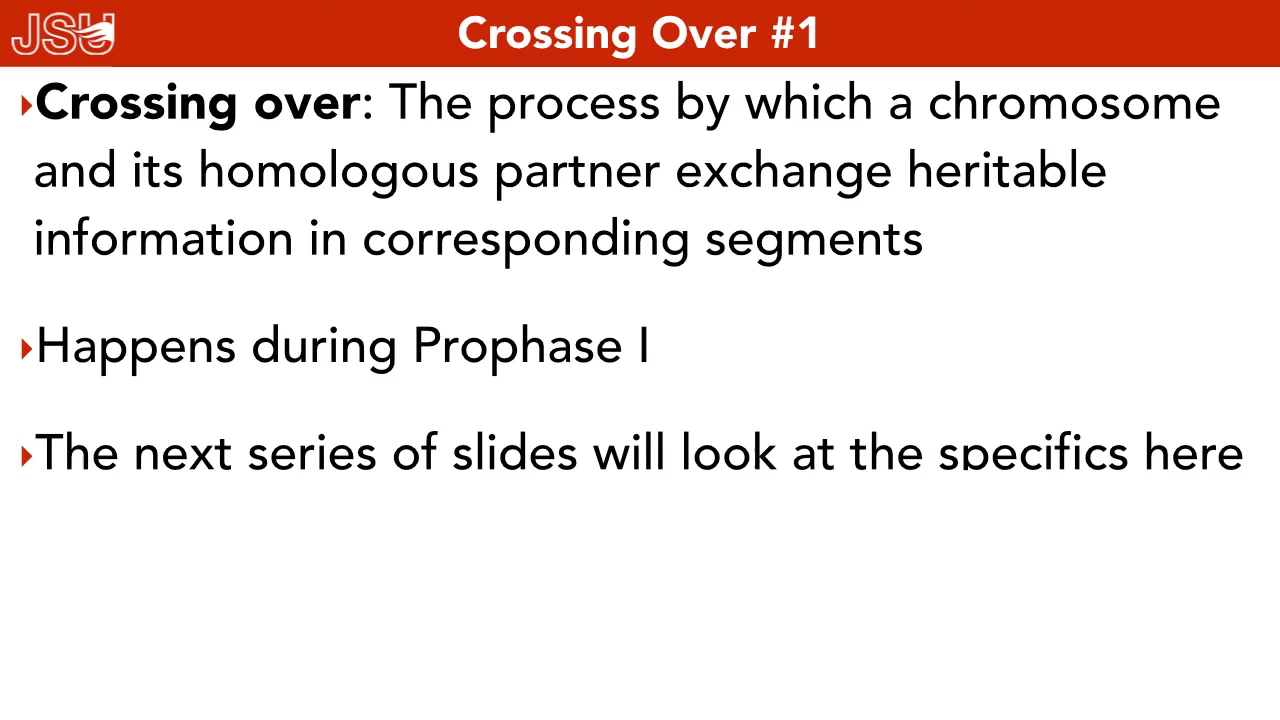 JSU
Crossing Over #1
‣Crossing over: The process by which a chromosome
and its homologous partner exchange heritable
information in corresponding segments
‣Happens during Prophase I
‣The next series of slides will look at the specifics here